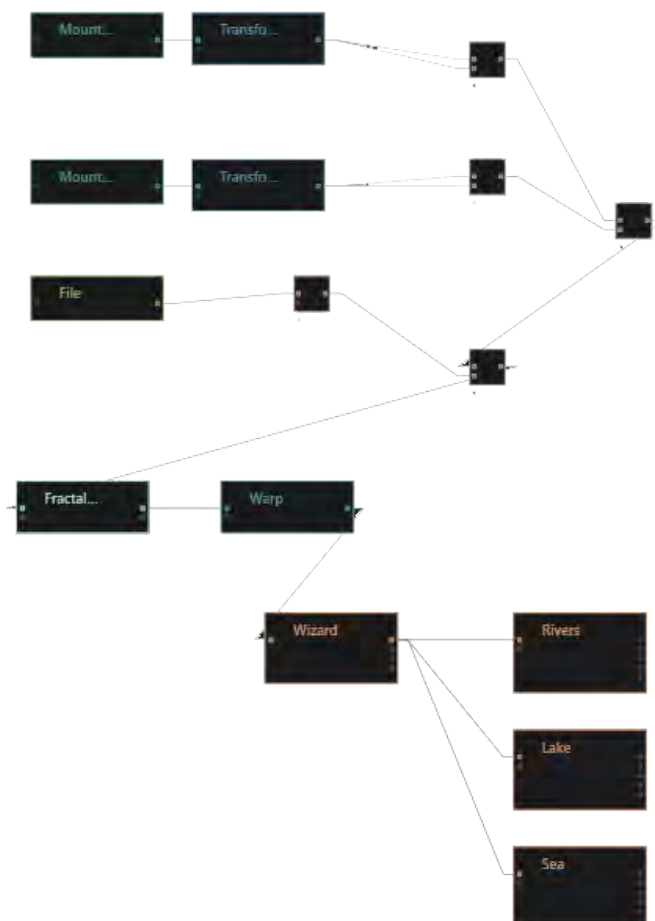 Mount...
Transfo...
Mount...
Transfo...
File
Fractal...
Warp
Wizard
Rivers
Lake
Sea